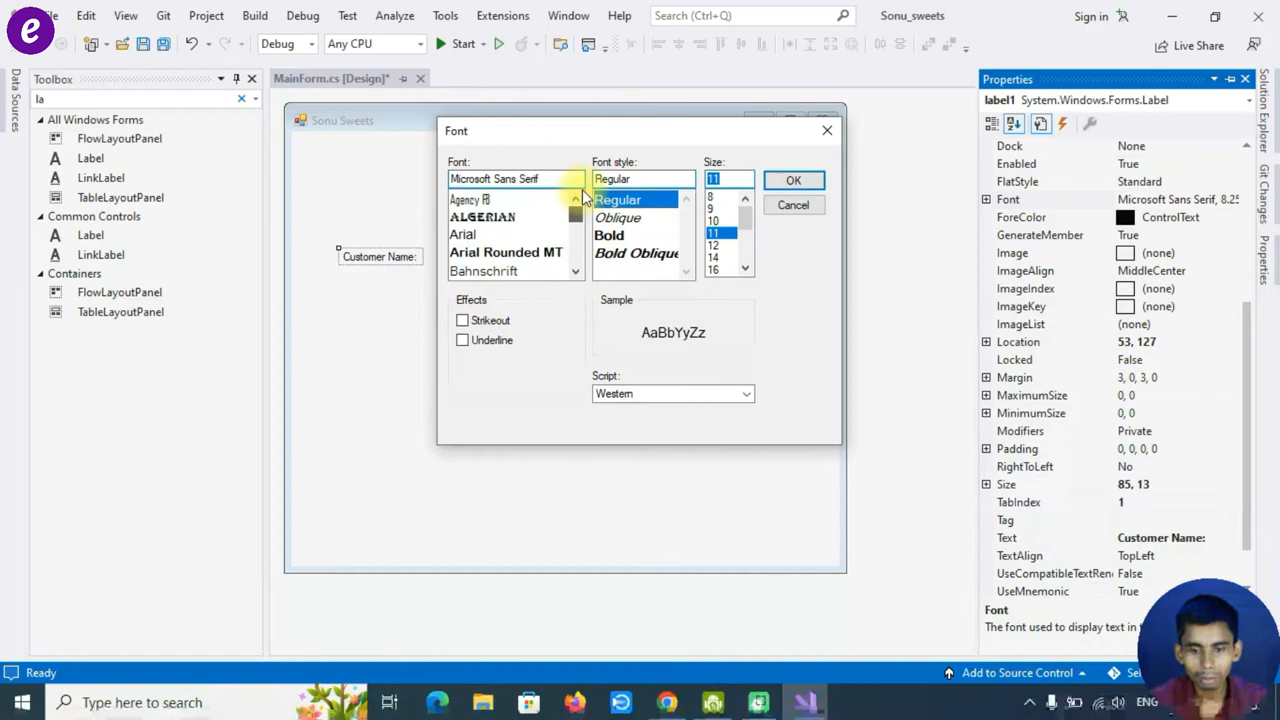 e
File Edit View Git Project Build Debug Test Analyze Tools Extensions Window Help Search (Ctrl+Q) Sonu_sweets Sign in
Debug Any CPU Start Live Share
Data Sources
Toolbox
la
All Windows Forms
FlowLayoutPanel
Label
LinkLabel
TableLayoutPanel
Common Controls
Label
LinkLabel
Containers
FlowLayoutPanel
TableLayoutPanel
MainForm.cs [Design]*
Sonu Sweets
Customer Name:
Font
Font: Font style: Size:
Microsoft Sans Serif Regular 11
Agency FB
ALGERIAN
Arial
Arial Rounded MT
Bahnschrift
Regular
Oblique
Bold
Bold Oblique
8
9
10
11
12
14
16
OK
Cancel
Effects
Strikeout
Underline
Sample
AaBbYyZz
Script:
Western
Properties
label1 System.Windows.Forms.Label
Dock None
Enabled True
FlatStyle Standard
Font Microsoft Sans Serif, 8.25
ForeColor ControlText
GenerateMember True
Image (none)
ImageAlign MiddleCenter
ImageIndex (none)
ImageKey (none)
ImageList (none)
Location 53, 127
Locked False
Margin 3, 0, 3, 0
MaximumSize 0, 0
MinimumSize 0, 0
Modifiers Private
Padding 0, 0, 0, 0
RightToLeft No
Size 85, 13
TabIndex 1
Tag
Text Customer Name:
TextAlign TopLeft
UseCompatibleTextRen False
UseMnemonic True
Font
The font used to display text in
Solution Explorer
Git Changes
Properties
Ready Add to Source Control
Type here to search ENG